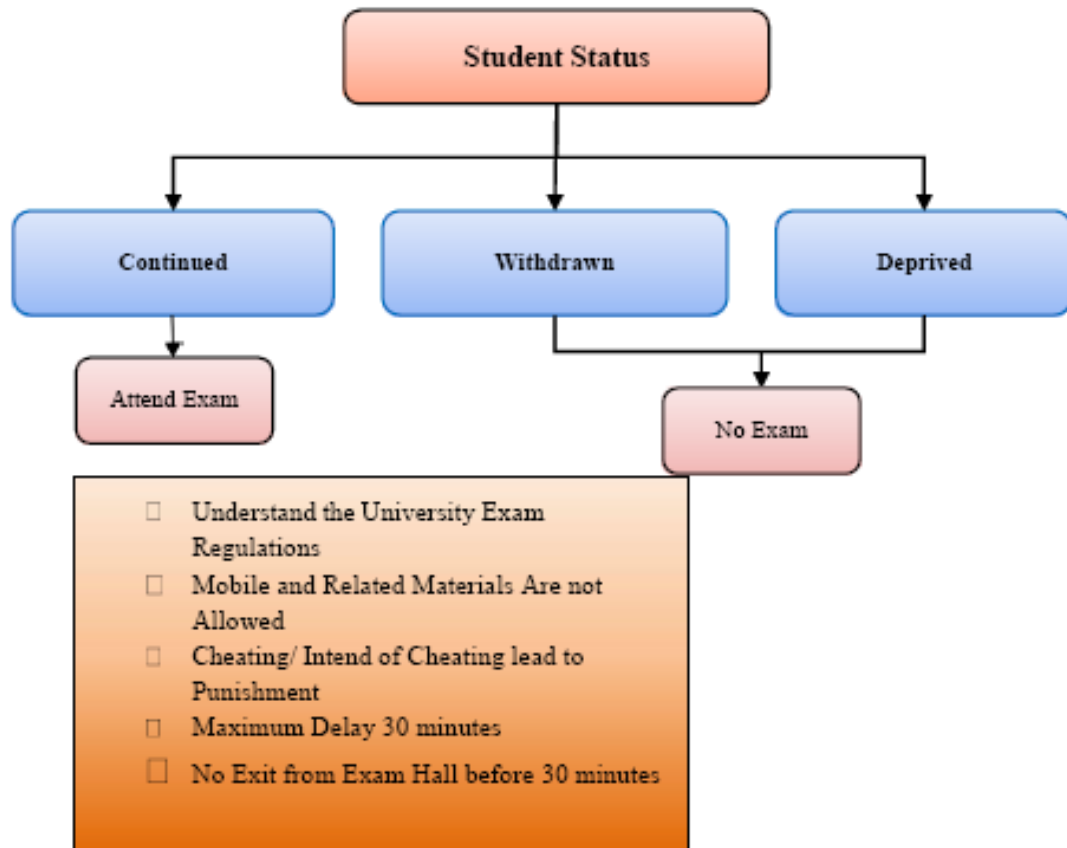 Student Status
Continued
Withdrawn
Deprived
Attend Exam
No Exam
Understand the University Exam
Regulations
Mobile and Related Materials Are not
Allowed
Cheating/ Intend of Cheating lead to
Punishment
Maximum Delay 30 minutes
No Exit from Exam Hall before 30 minutes